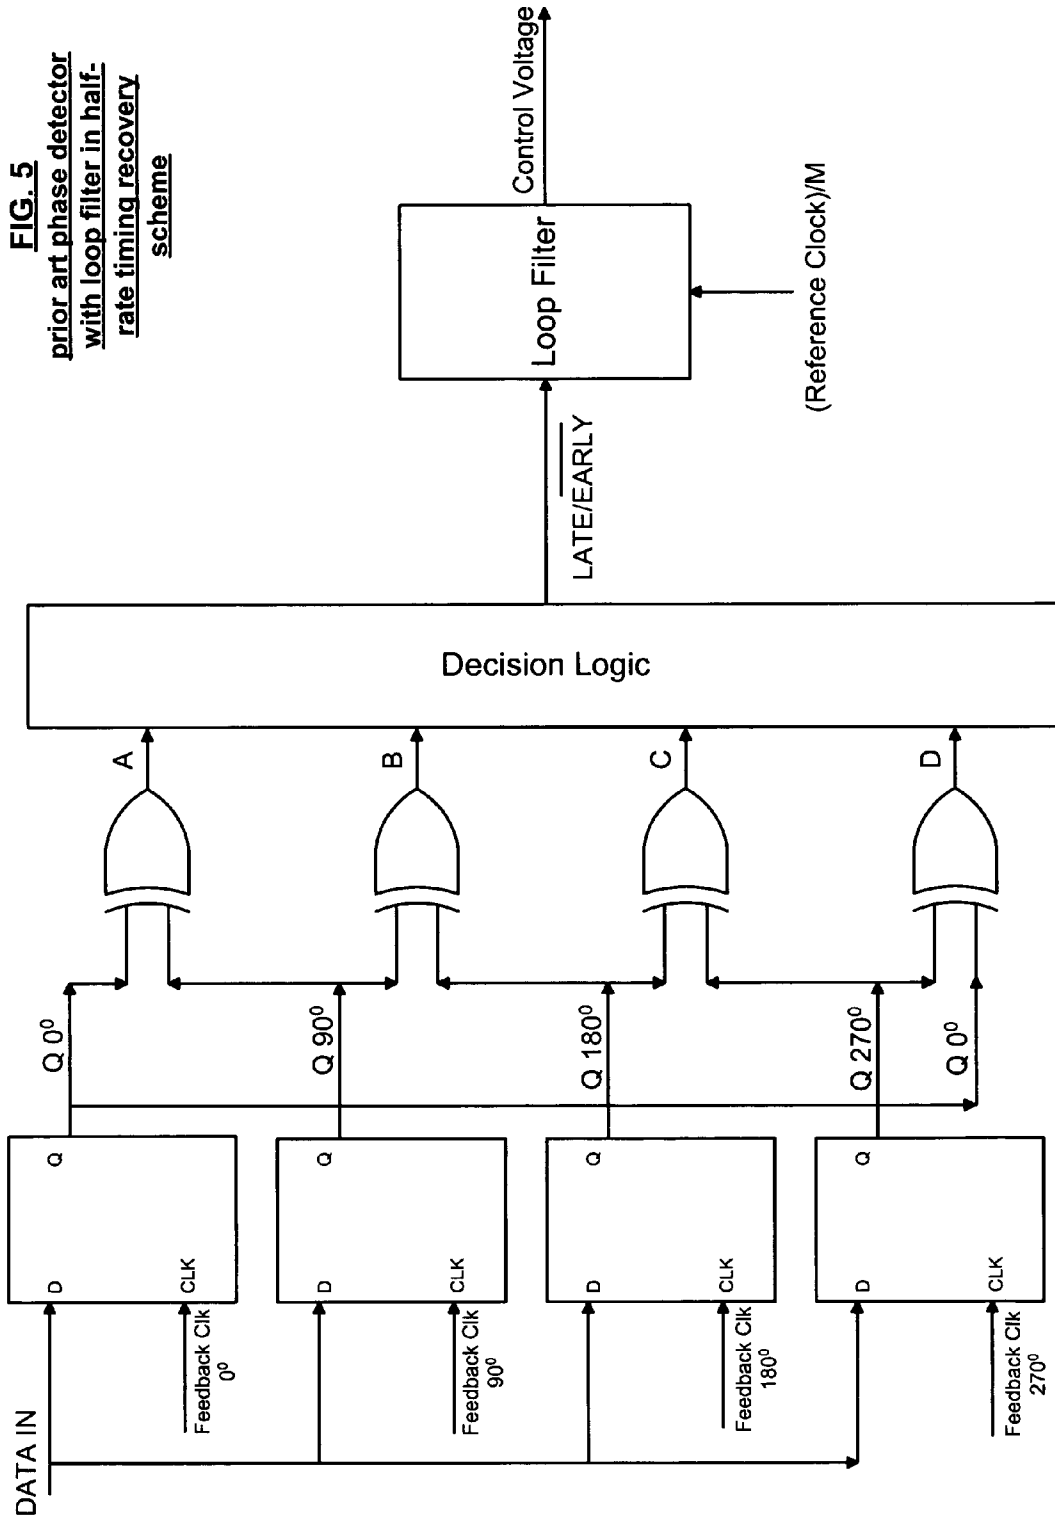 FIG. 5
prior art phase detector
with loop filter in half-
rate timing recovery
scheme
DATA IN
D
Q
CLK
Feedback Clk
0⁰
Q 0⁰
A
D
Q
CLK
Feedback Clk
90⁰
Q 90⁰
B
D
Q
CLK
Feedback Clk
180⁰
Q 180⁰
C
D
Q
CLK
Feedback Clk
270⁰
Q 270⁰
Q 0⁰
D
Decision Logic
LATE/EARLY
Loop Filter
(Reference Clock)/M
Control Voltage